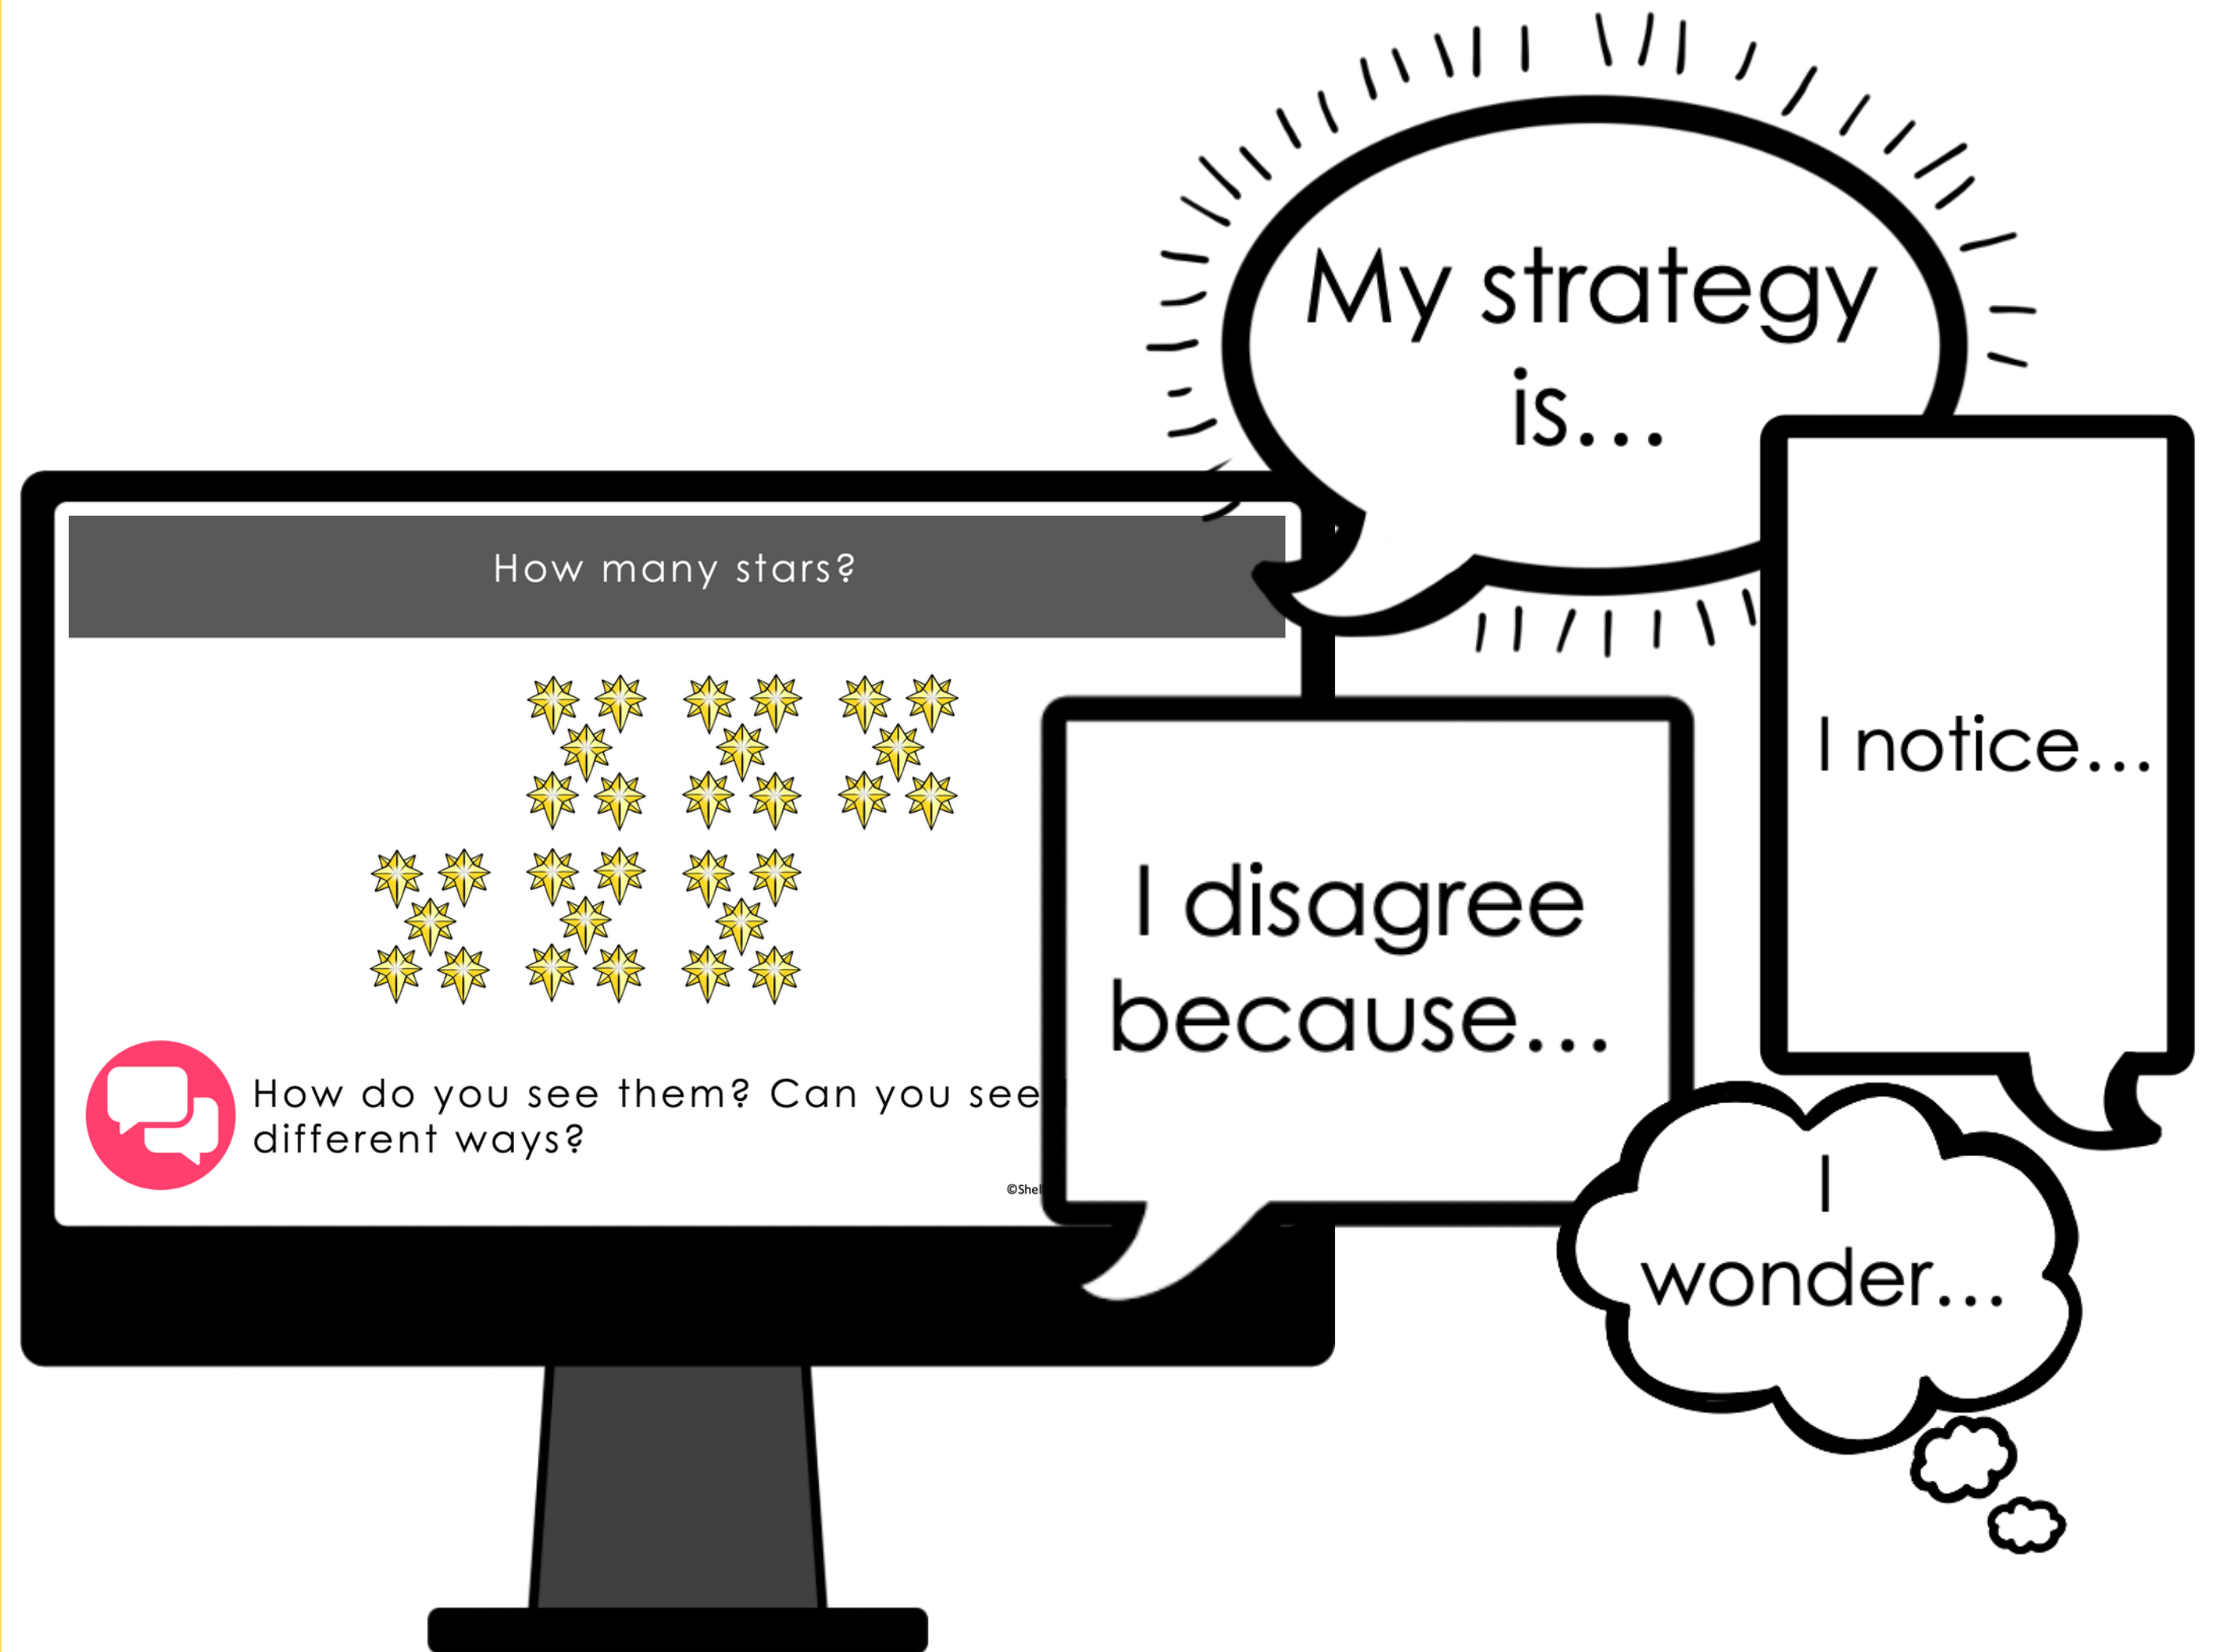 My strategy
is...
How many stars?
I notice...
I disagree
because...
How do you see them? Can you see
different ways?
©Shel
I
wonder...